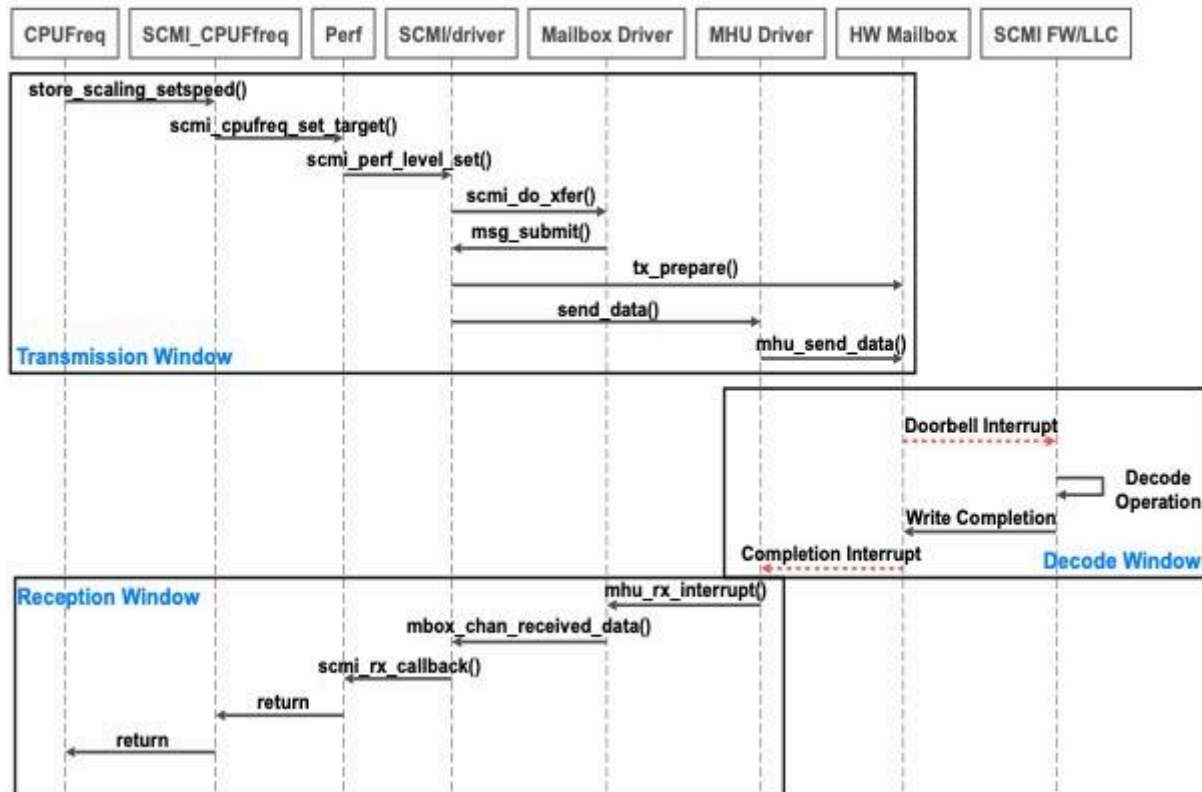 CPUFreq
SCMI_CPUFfreq
Perf
SCMI/driver
Mailbox Driver
MHU Driver
HW Mailbox
SCMI FW/LLC
store_scaling_setspeed()
scmi_cpufreq_set_target()
scmi_perf_level_set()
scmi_do_xfer()
msg_submit()
tx_prepare()
send_data()
mhu_send_data()
Transmission Window
Doorbell Interrupt
Decode
Operation
Write Completion
Completion Interrupt
Decode Window
Reception Window
mhu_rx_interrupt()
mbox_chan_received_data()
scmi_rx_callback()
return
return